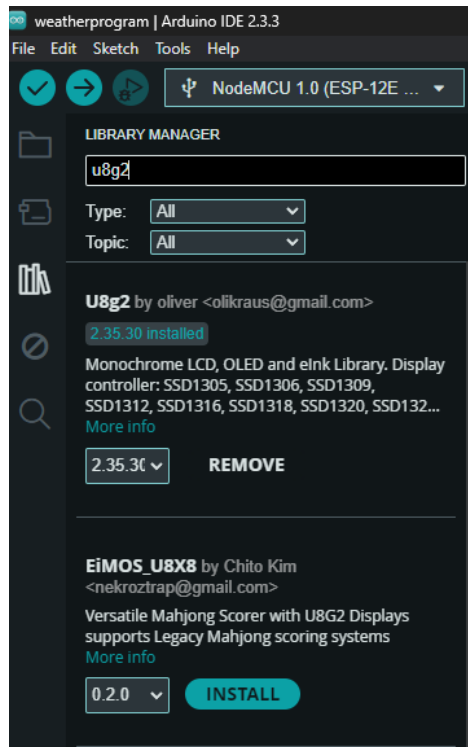 weatherprogram | Arduino IDE 2.3.3
File Edit Sketch Tools Help
NodeMCU 1.0 (ESP-12E ...
LIBRARY MANAGER
u8g2
Type: All
Topic: All
U8g2 by oliver <olikraus@gmail.com>
2.35.30 installed
Monochrome LCD, OLED and eInk Library. Display
controller: SSD1305, SSD1306, SSD1309,
SSD1312, SSD1316, SSD1318, SSD1320, SSD132...
More info
2.35.30 REMOVE
EiMOS_U8X8 by Chito Kim
<nekroztrap@gmail.com>
Versatile Mahjong Scorer with U8G2 Displays
supports Legacy Mahjong scoring systems
More info
0.2.0 INSTALL